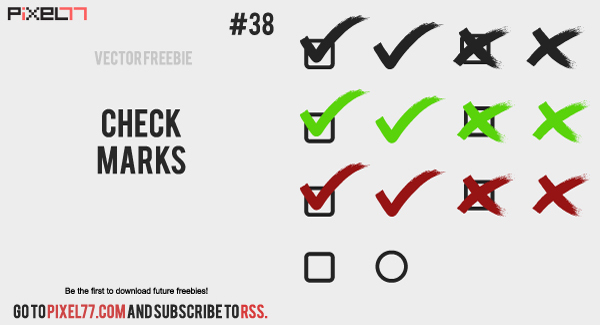 PIXEL77
#38
VECTOR FREEBIE
CHECK
MARKS
Be the first to download future freebies!
GO TO PIXEL77.COM AND SUBSCRIBE TO RSS.